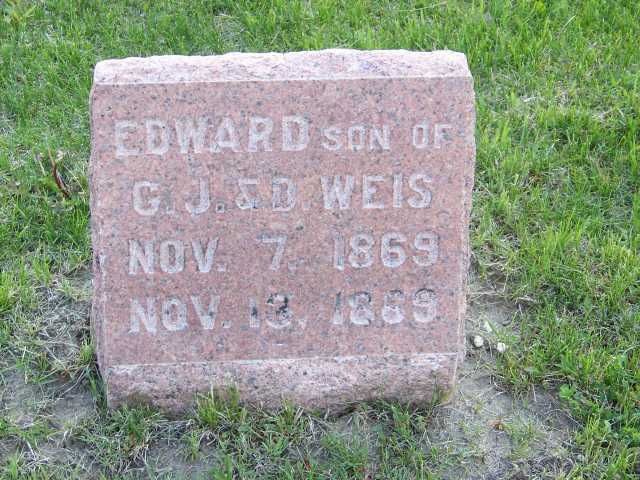 EDWARD SON OF
G. J. & D. WEIS
NOV. 7. 1869
NOV. 13. 1869